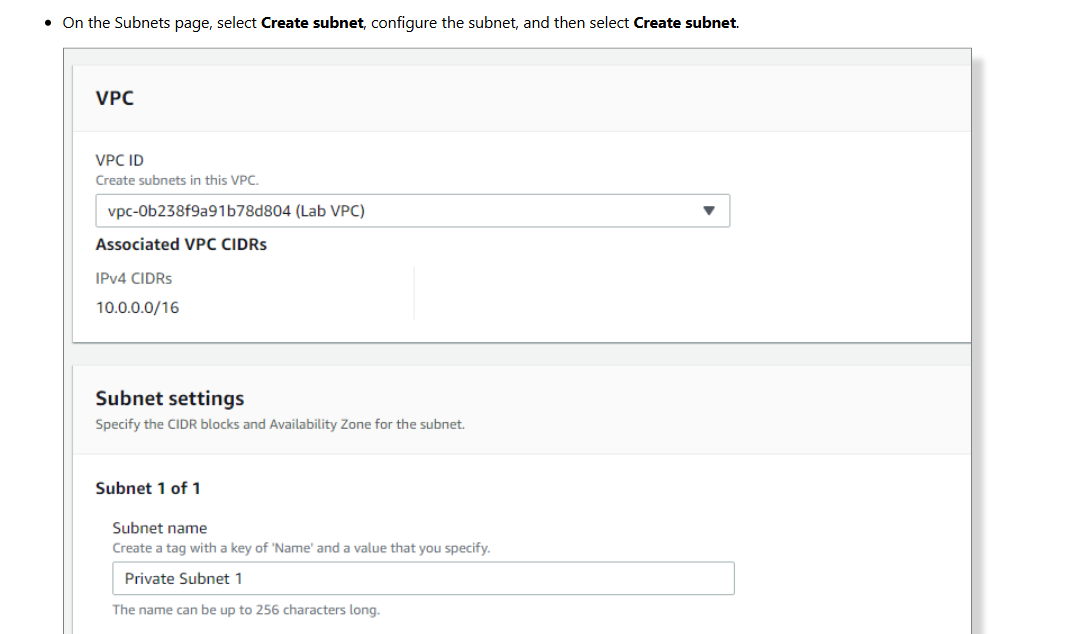 On the Subnets page, select Create subnet, configure the subnet, and then select Create subnet.
VPC
VPC ID
Create subnets in this VPC.
vpc-0b238f9a91b78d804 (Lab VPC)
Associated VPC CIDRs
IPv4 CIDRs
10.0.0.0/16
Subnet settings
Specify the CIDR blocks and Availability Zone for the subnet.
Subnet 1 of 1
Subnet name
Create a tag with a key of 'Name' and a value that you specify.
Private Subnet 1
The name can be up to 256 characters long.